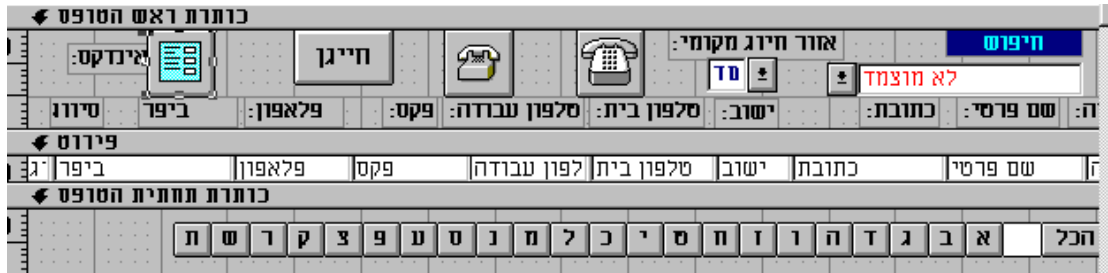 כותרת ראש הטופס
חיפוש אזור חיוג מקומי: חייגן אינדקס:
לא מוצמד מד
ה: שם פרטי: כתובת: ישוב: טלפון בית: טלפון עבודה: פקס: פלאפון: ביפר סיווג
פירוט
שם פרטי כתובת ישוב טלפון בית לפון עבודה פקס פלאפון ביפר יג
כותרת תחתית הטופס
הכל א ב ג ד ה ו ז ח ט י כ ל מ נ ס ע פ צ ק ר ש ת